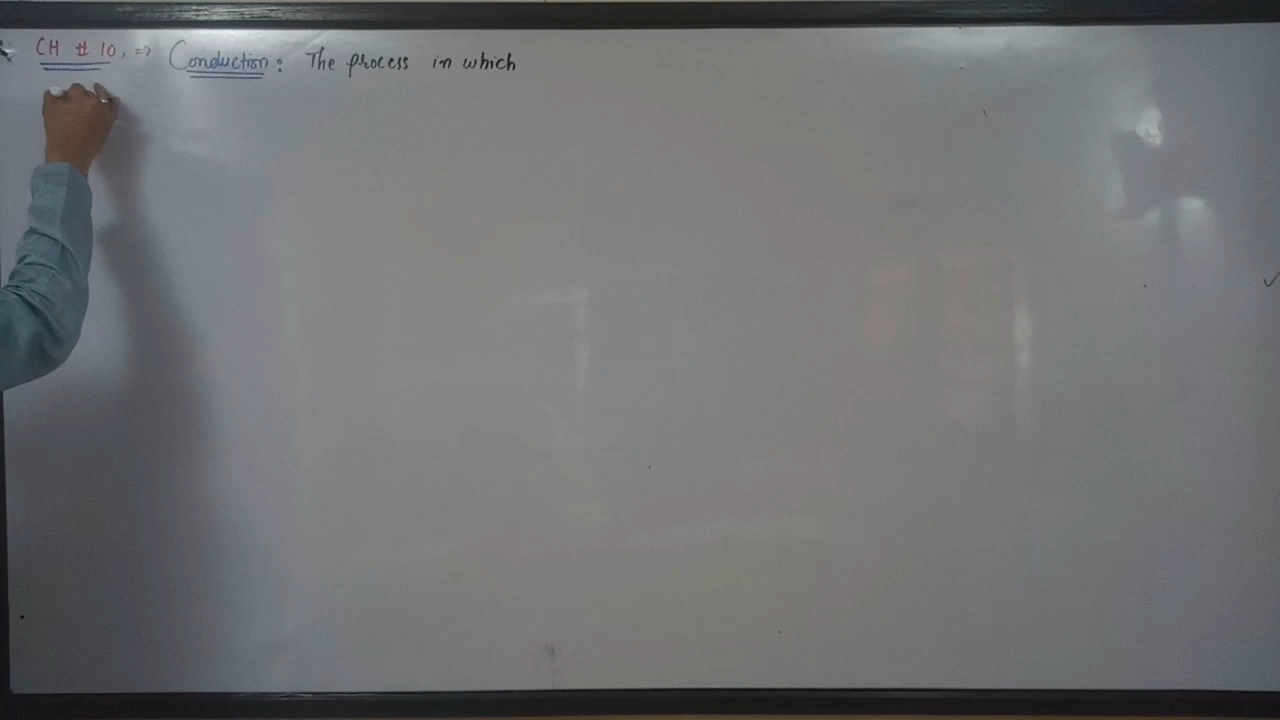 CH # 10, => Conduction: The process in which